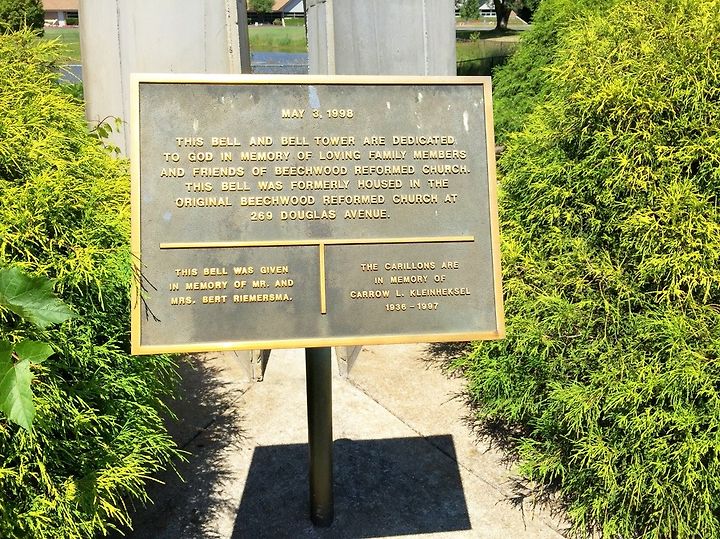 MAY 3, 1998
THIS BELL AND BELL TOWER ARE DEDICATED
TO GOD IN MEMORY OF LOVING FAMILY MEMBERS
AND FRIENDS OF BEECHWOOD REFORMED CHURCH.
THIS BELL WAS FORMERLY HOUSED IN THE
ORIGINAL BEECHWOOD REFORMED CHURCH AT
269 DOUGLAS AVENUE.
THIS BELL WAS GIVEN
IN MEMORY OF MR. AND
MRS. BERT RIEMERSMA.
THE CARILLONS ARE
IN MEMORY OF
CARROW L. KLEINHEKSEL
1936 – 1997